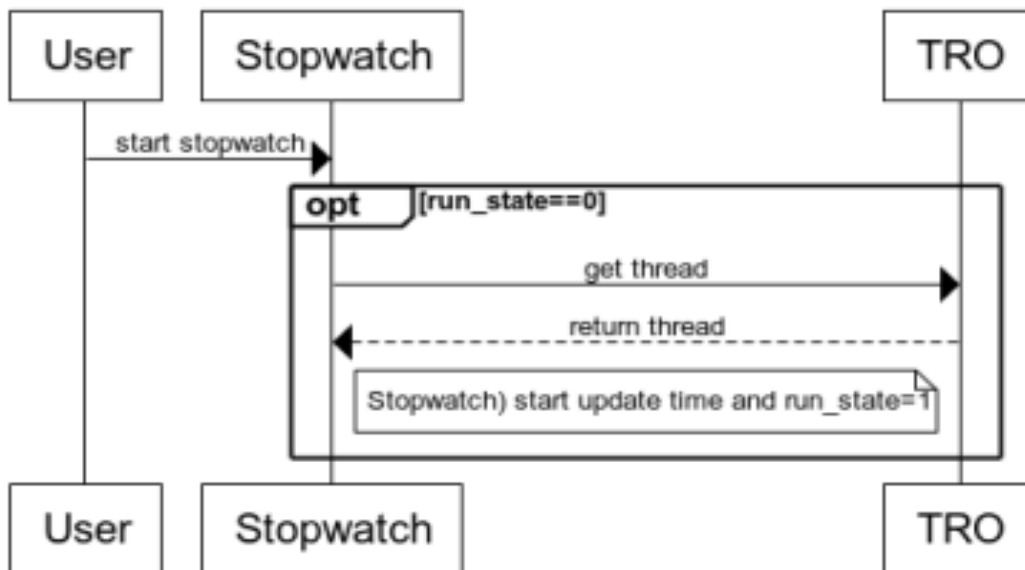 User
Stopwatch
TRO
start stopwatch
opt
[run_state==0]
get thread
return thread
Stopwatch) start update time and run_state=1
User
Stopwatch
TRO